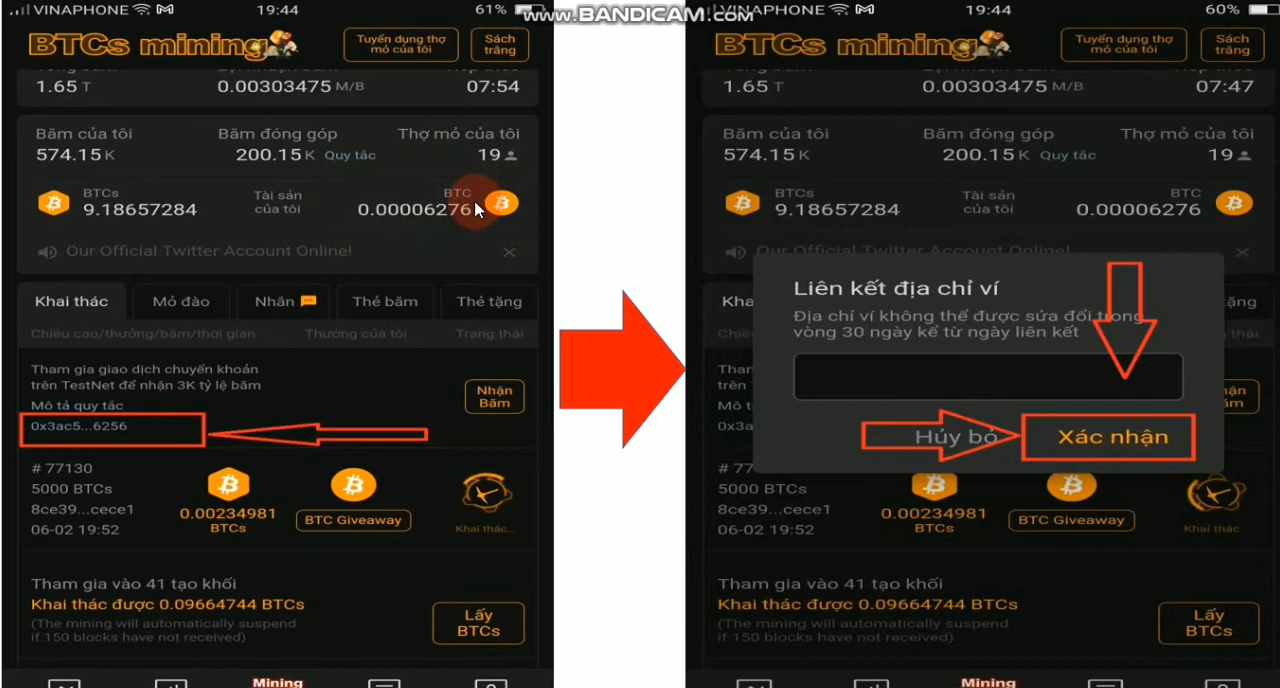 VINAPHONE 19:44 61%
BTCs mining
Tuyển dụng thợ
mỏ của tôi
Sách
trắng
1.65 T
0.00303475 M/B
07:54
Băm của tôi
Băm đóng góp
Thợ mỏ của tôi
574.15 K
200.15 K Quy tắc
19
BTCs
9.18657284
Tài sản
của tôi
BTC
0.00006276
Our Official Twitter Account Online!
Khai thác
Mỏ đào
Nhãn
Thẻ băm
Thẻ tặng
Chiều cao/thưởng/băm/thời gian
Thưởng của tôi
Trạng thái
Tham gia giao dịch chuyển khoản
trên TestNet để nhận 3K tỷ lệ băm
Mô tả quy tắc
0x3ac5...6256
Nhận
Băm
# 77130
5000 BTCs
8ce39...cece1
06-02 19:52
0.00234981
BTCs
BTC Giveaway
Khai thác...
Tham gia vào 41 tạo khối
Khai thác được 0.09664744 BTCs
(The mining will automatically suspend
if 150 blocks have not received)
Lấy
BTCs
Mining
www.BANDICAM.com
VINAPHONE 19:44 60%
BTCs mining
Tuyển dụng thợ
mỏ của tôi
Sách
trắng
1.65 T
0.00303475 M/B
07:47
Băm của tôi
Băm đóng góp
Thợ mỏ của tôi
574.15 K
200.15 K Quy tắc
19
BTCs
9.18657284
Tài sản
của tôi
BTC
0.00006276
Our Official Twitter Account Online!
Liên kết địa chỉ ví
Địa chỉ ví không thể được sửa đổi trong
vòng 30 ngày kể từ ngày liên kết
Hủy bỏ
Xác nhận
# 77
5000 BTCs
8ce39...cece1
06-02 19:52
0.00234981
BTCs
BTC Giveaway
Khai thác...
Tham gia vào 41 tạo khối
Khai thác được 0.09664744 BTCs
(The mining will automatically suspend
if 150 blocks have not received)
Lấy
BTCs
Mining